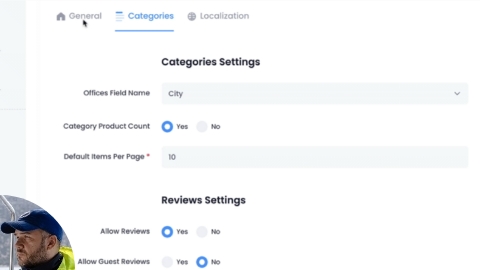 General Categories Localization
Categories Settings
Offices Field Name City
Category Product Count Yes No
Default Items Per Page * 10
Reviews Settings
Allow Reviews Yes No
Allow Guest Reviews Yes No